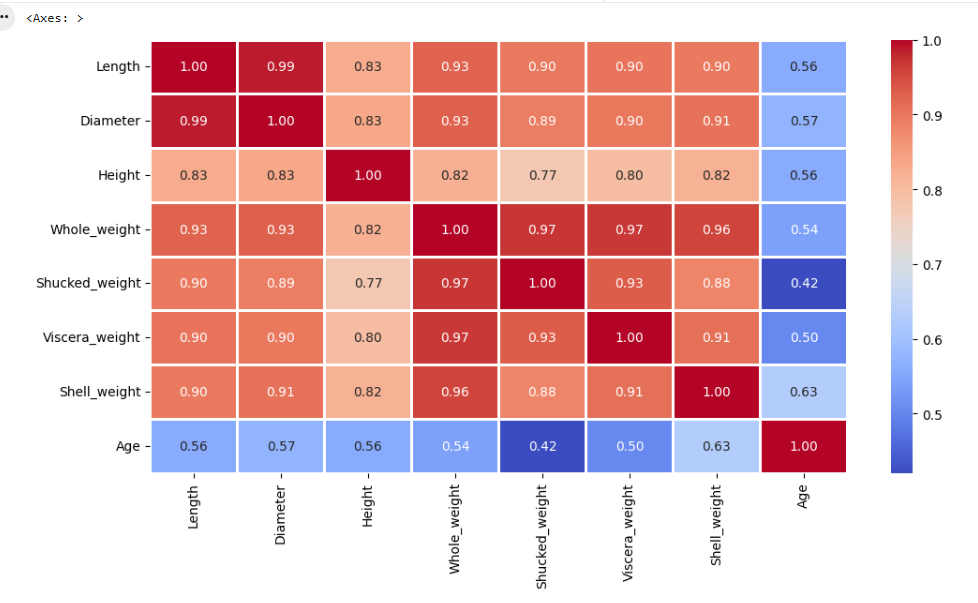 <Axes: >
Length 1.00 0.99 0.83 0.93 0.90 0.90 0.90 0.56
Diameter 0.99 1.00 0.83 0.93 0.89 0.90 0.91 0.57
Height 0.83 0.83 1.00 0.82 0.77 0.80 0.82 0.56
Whole_weight 0.93 0.93 0.82 1.00 0.97 0.97 0.96 0.54
Shucked_weight 0.90 0.89 0.77 0.97 1.00 0.93 0.88 0.42
Viscera_weight 0.90 0.90 0.80 0.97 0.93 1.00 0.91 0.50
Shell_weight 0.90 0.91 0.82 0.96 0.88 0.91 1.00 0.63
Age 0.56 0.57 0.56 0.54 0.42 0.50 0.63 1.00
Length Diameter Height Whole_weight Shucked_weight Viscera_weight Shell_weight Age
1.0
0.9
0.8
0.7
0.6
0.5